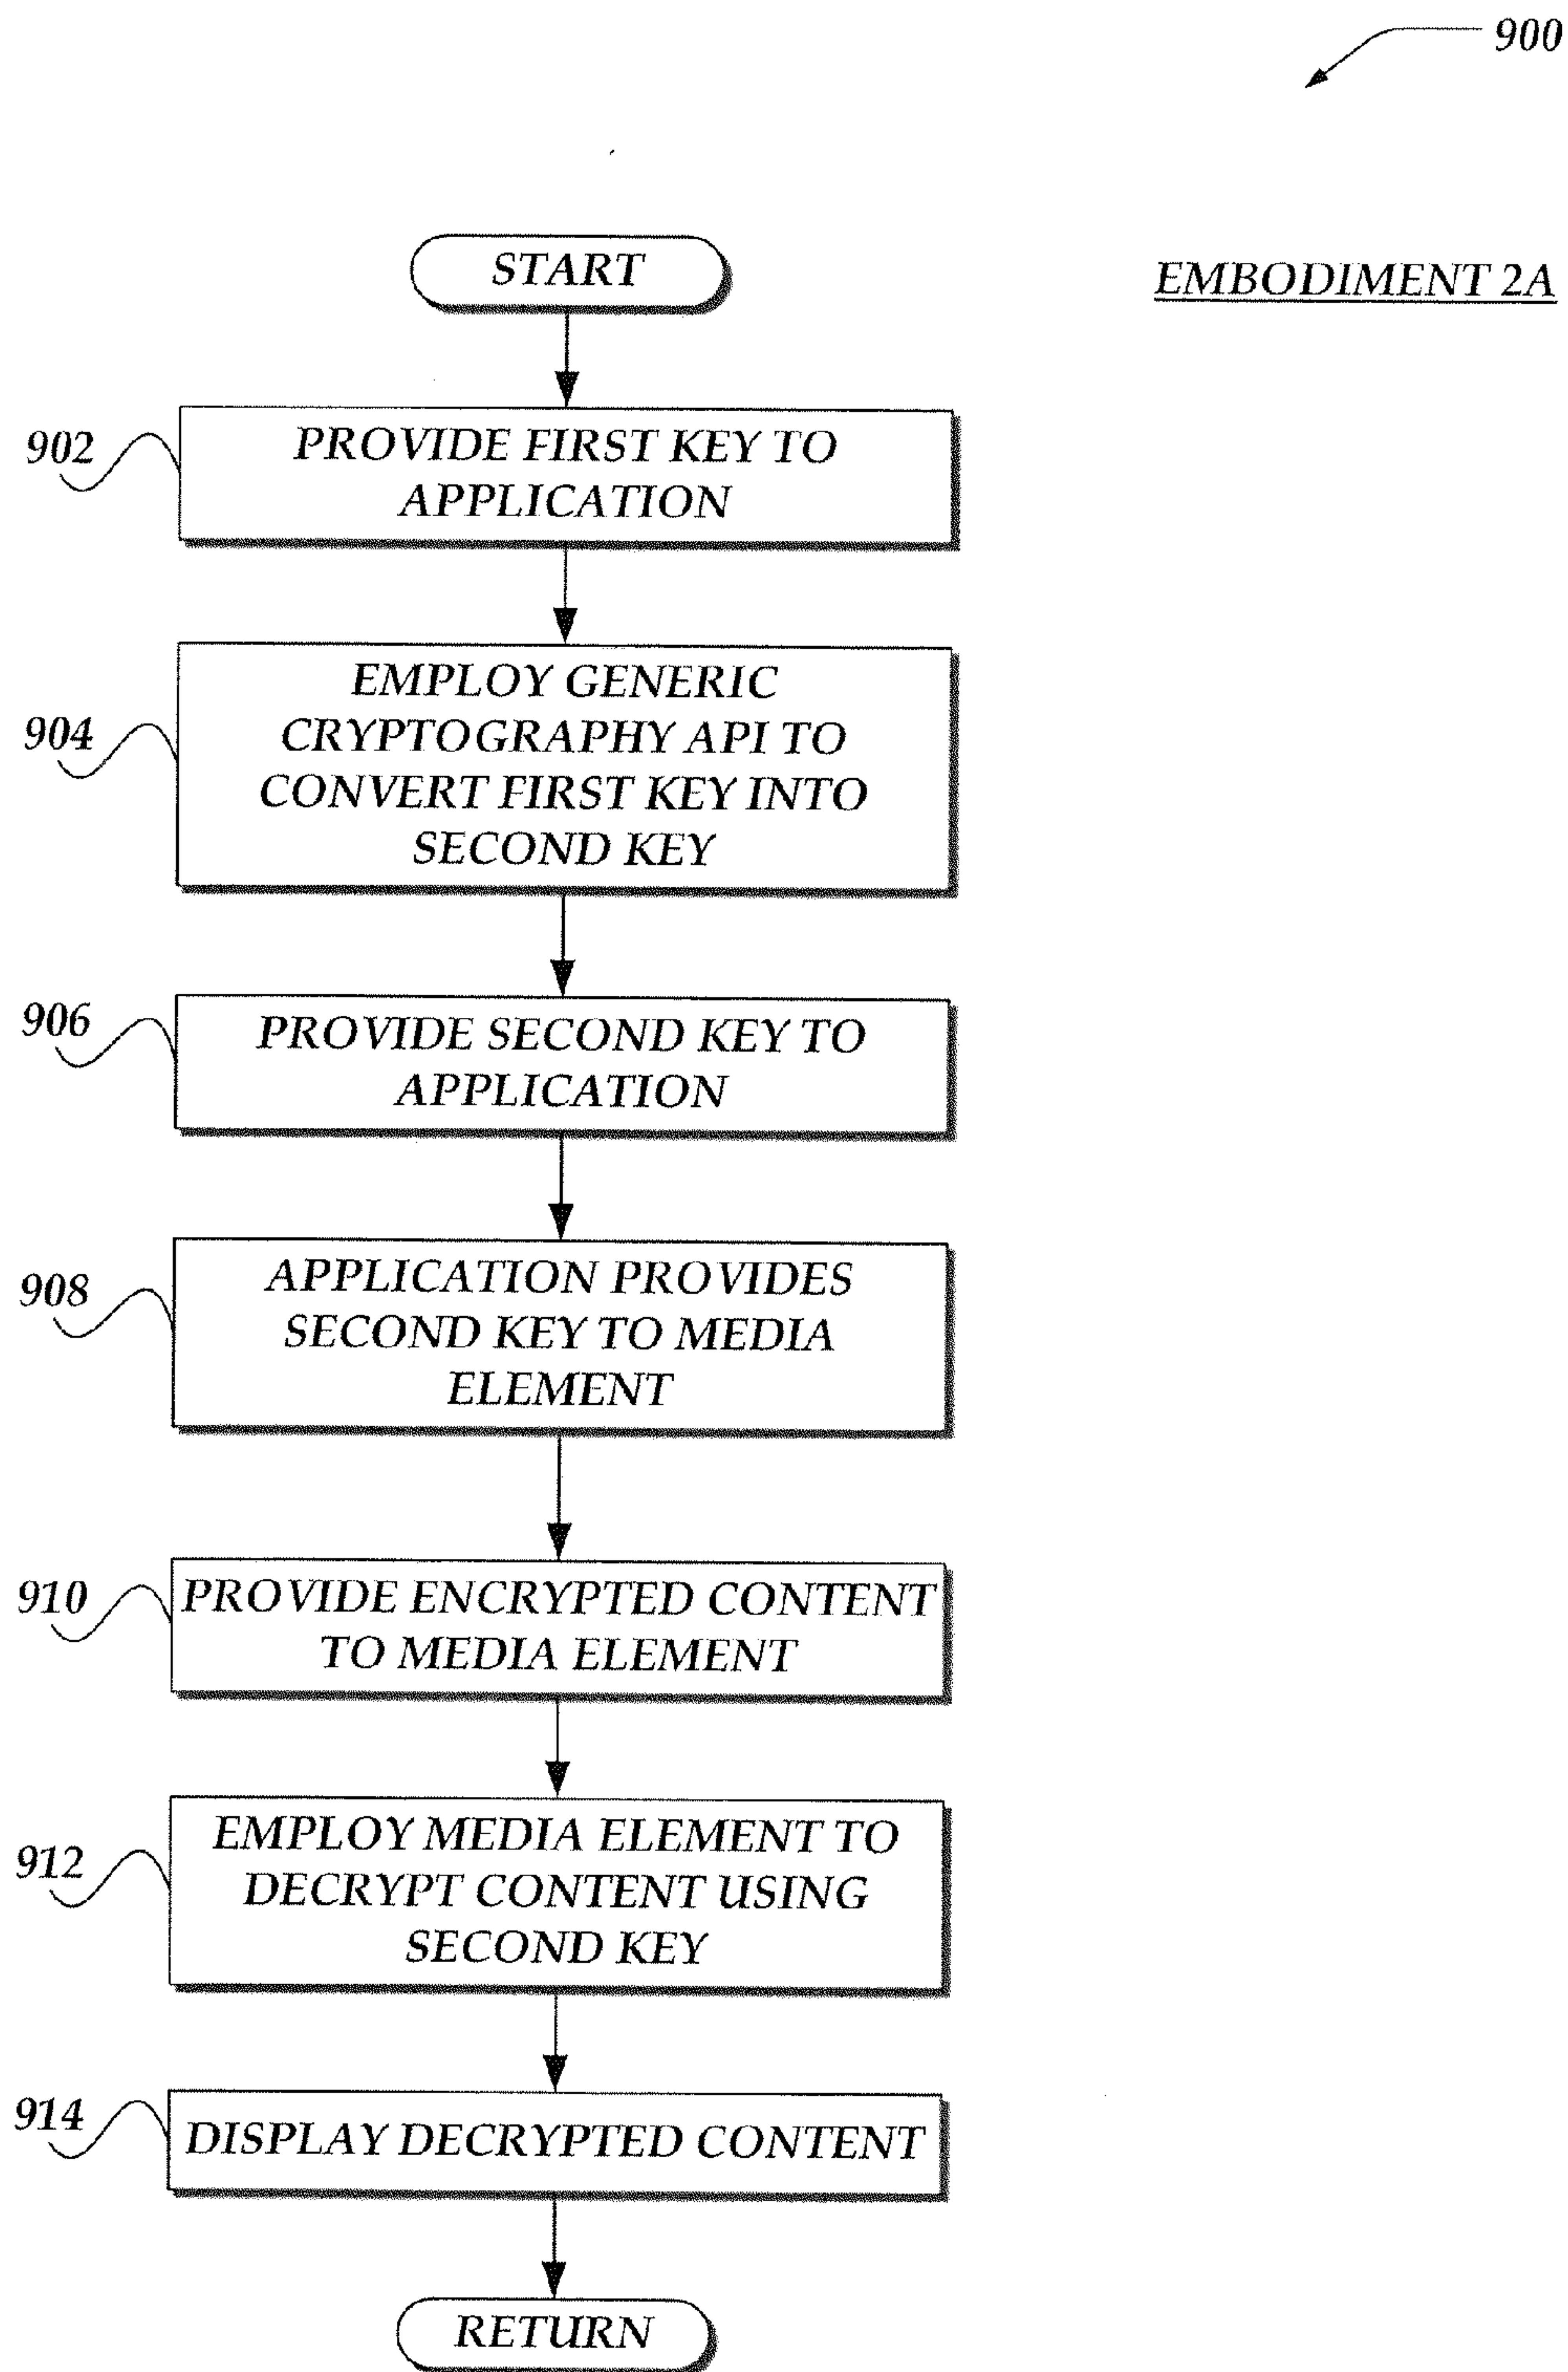 900
START
EMBODIMENT 2A
902
PROVIDE FIRST KEY TO
APPLICATION
904
EMPLOY GENERIC
CRYPTOGRAPHY API TO
CONVERT FIRST KEY INTO
SECOND KEY
906
PROVIDE SECOND KEY TO
APPLICATION
908
APPLICATION PROVIDES
SECOND KEY TO MEDIA
ELEMENT
910
PROVIDE ENCRYPTED CONTENT
TO MEDIA ELEMENT
912
EMPLOY MEDIA ELEMENT TO
DECRYPT CONTENT USING
SECOND KEY
914
DISPLAY DECRYPTED CONTENT
RETURN